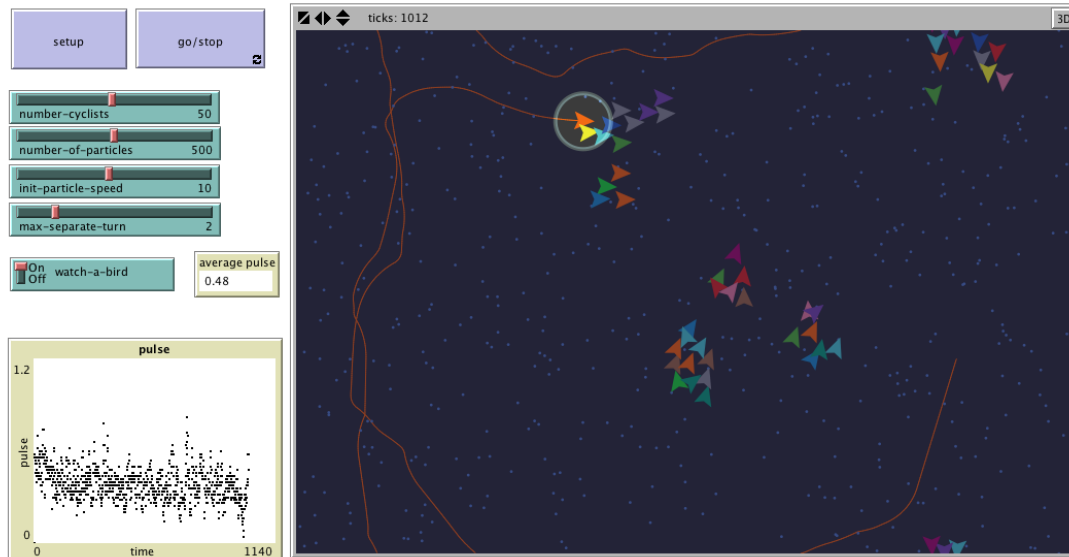 setup
go/stop
number-cyclists 50
number-of-particles 500
init-particle-speed 10
max-separate-turn 2
On
Off
watch-a-bird
average pulse
0.48
pulse
1.2
pulse
0
0
time
1140
ticks: 1012
3D